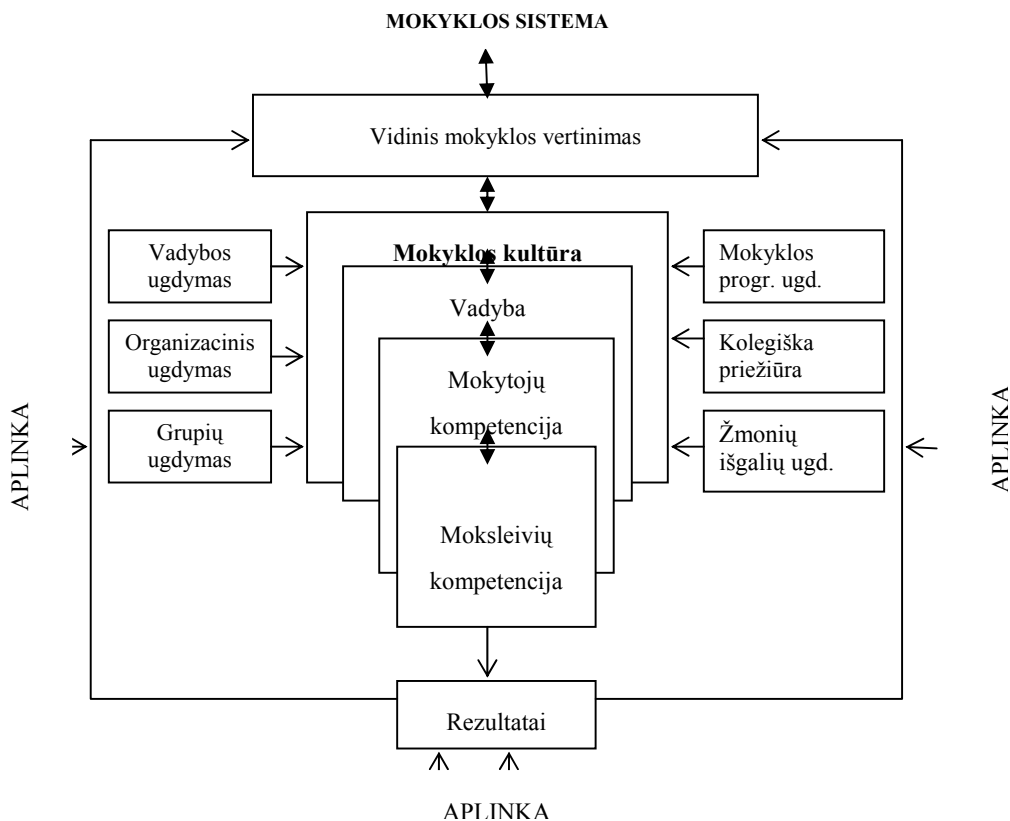 MOKYKLOS SISTEMA
Vidinis mokyklos vertinimas
Vadybos
ugdymas
Organizacinis
ugdymas
Grupių
ugdymas
Mokyklos kultūra
Vadyba
Mokytojų
kompetencija
Moksleivių
kompetencija
Mokyklos
progr. ugd.
Kolegiška
priežiūra
Žmonių
išgalių ugd.
APLINKA
APLINKA
Rezultatai
APLINKA